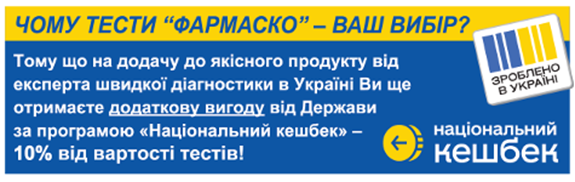 ЧОМУ ТЕСТИ “ФАРМАСКО” – ВАШ ВИБІР?
Тому що на додачу до якісного продукту від
експерта швидкої діагностики в Україні Ви ще
отримаєте додаткову вигоду від Держави
за програмою «Національний кешбек» –
10% від вартості тестів!
ЗРОБЛЕНО
В УКРАЇНІ
національний
кешбек